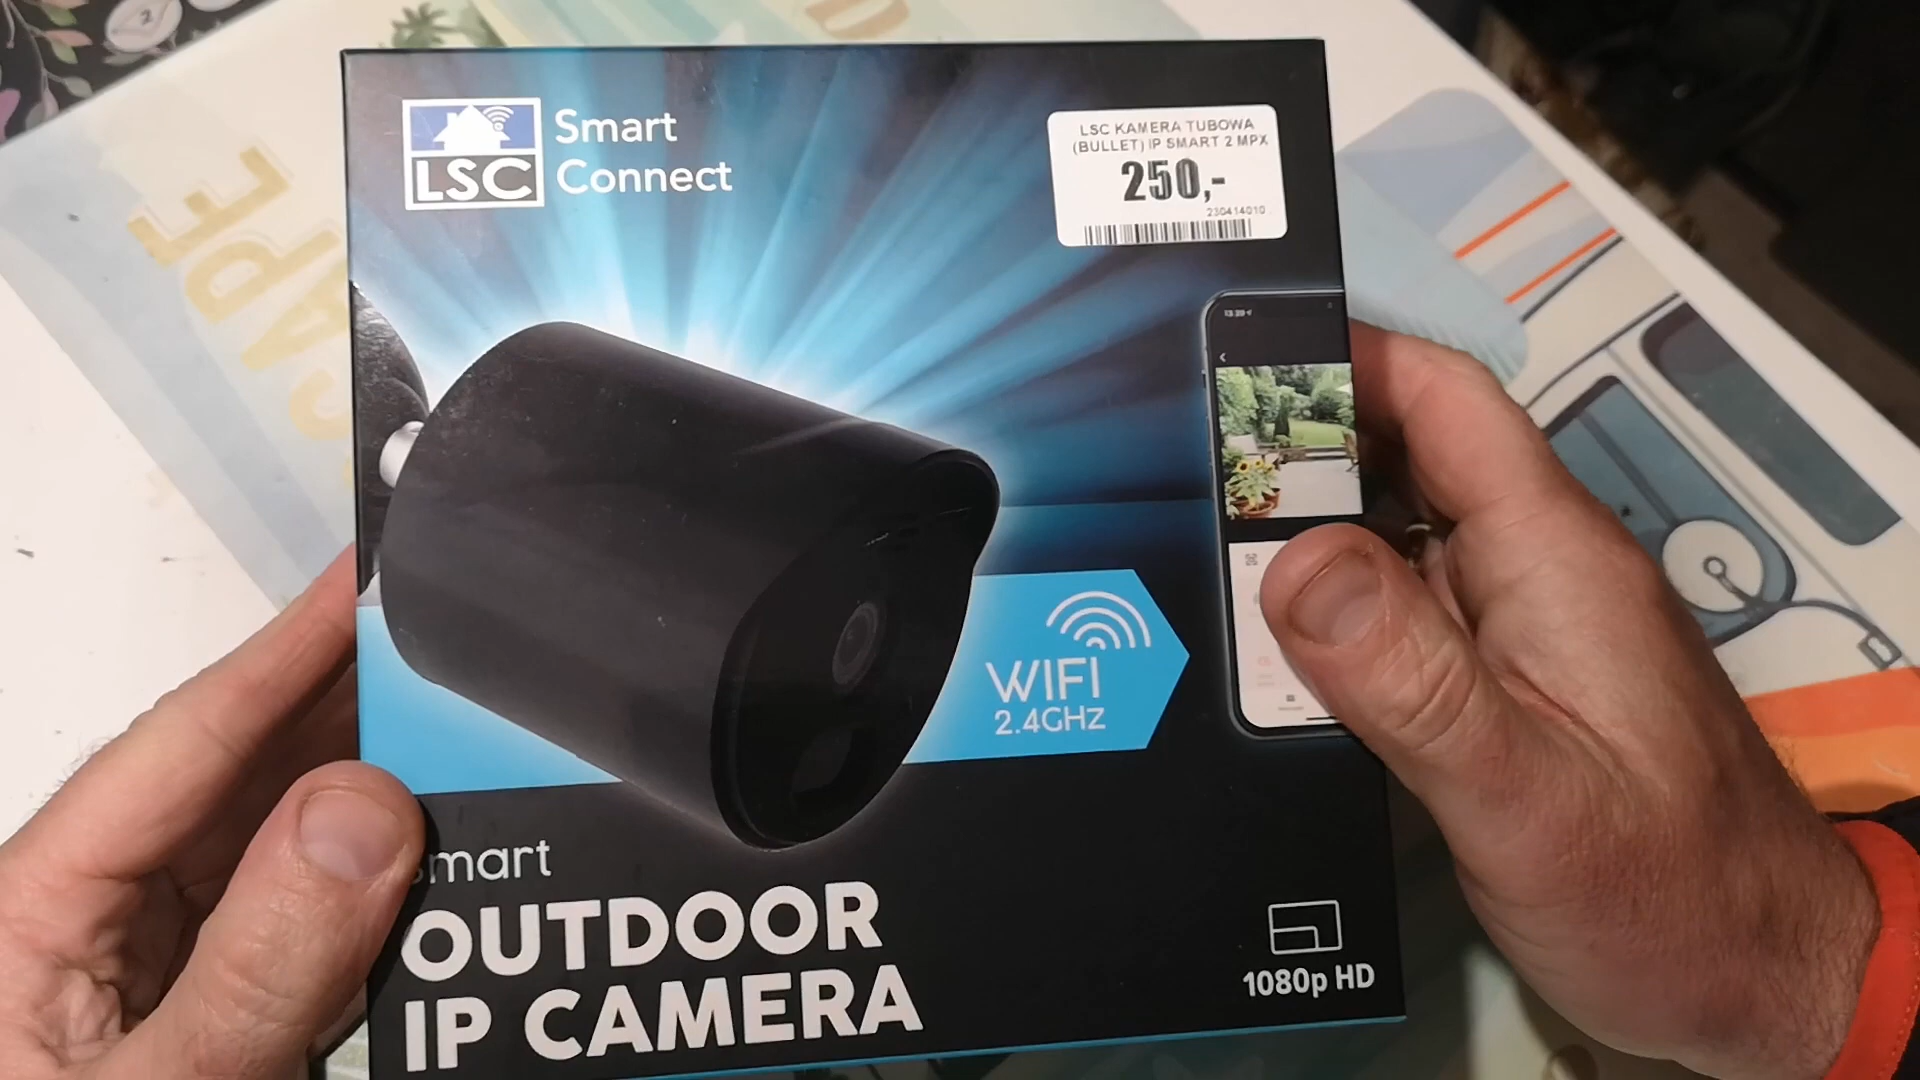 LSC
Smart
Connect
LSC KAMERA TUBOWA
(BULLET) IP SMART 2 MPX
250,-
230414010
WIFI
2.4GHZ
mart
OUTDOOR
IP CAMERA
1080p HD